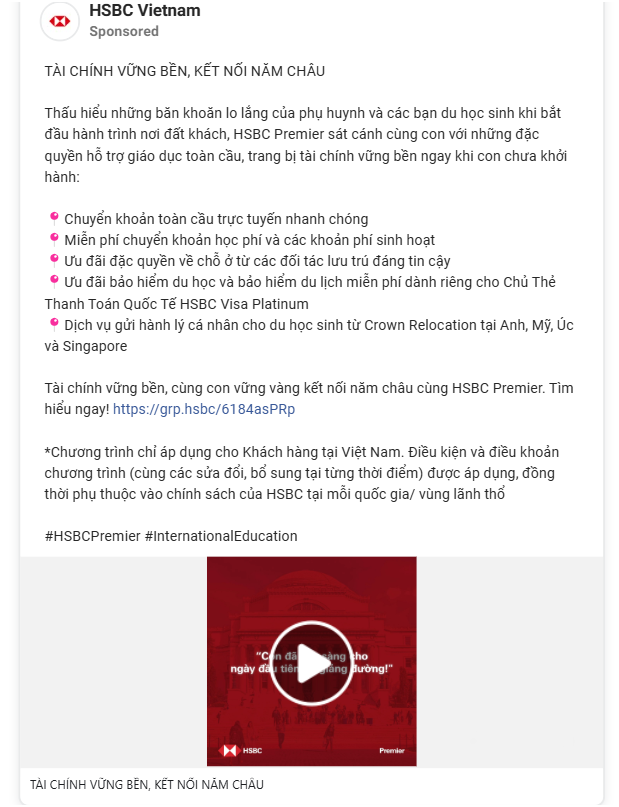 HSBC Vietnam
Sponsored
TÀI CHÍNH VỮNG BỀN, KẾT NỐI NĂM CHÂU
Thấu hiểu những băn khoăn lo lắng của phụ huynh và các bạn du học sinh khi bắt
đầu hành trình nơi đất khách, HSBC Premier sát cánh cùng con với những đặc
quyền hỗ trợ giáo dục toàn cầu, trang bị tài chính vững bền ngay khi con chưa khởi
hành:
Chuyển khoản toàn cầu trực tuyến nhanh chóng
Miễn phí chuyển khoản học phí và các khoản phí sinh hoạt
Ưu đãi đặc quyền về chỗ ở từ các đối tác lưu trú đáng tin cậy
Ưu đãi bảo hiểm du học và bảo hiểm du lịch miễn phí dành riêng cho Chủ Thẻ
Thanh Toán Quốc Tế HSBC Visa Platinum
Dịch vụ gửi hành lý cá nhân cho du học sinh từ Crown Relocation tại Anh, Mỹ, Úc
và Singapore
Tài chính vững bền, cùng con vững vàng kết nối năm châu cùng HSBC Premier. Tìm
hiểu ngay! https://grp.hsbc/6184asPRp
*Chương trình chỉ áp dụng cho Khách hàng tại Việt Nam. Điều kiện và điều khoản
chương trình (cùng các sửa đổi, bổ sung tại từng thời điểm) được áp dụng, đồng
thời phụ thuộc vào chính sách của HSBC tại mỗi quốc gia/ vùng lãnh thổ
#HSBCPremier #InternationalEducation
"Con cho
ngày tiên đường!"
HSBC
Premier
TÀI CHÍNH VỮNG BỀN, KẾT NỐI NĂM CHÂU